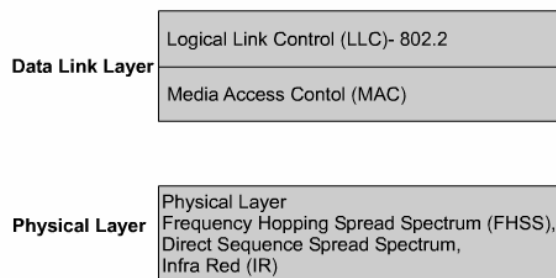 Logical Link Control (LLC)- 802.2
Data Link Layer
Media Access Contol (MAC)
Physical Layer
Physical Layer
Frequency Hopping Spread Spectrum (FHSS),
Direct Sequence Spread Spectrum,
Infra Red (IR)